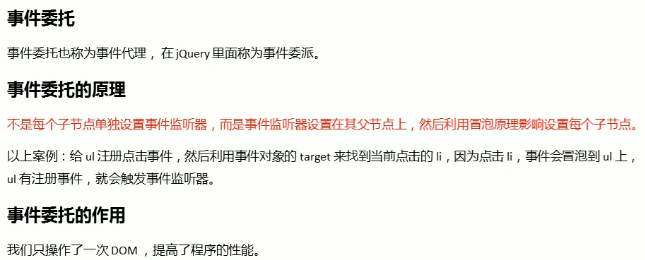 事件委托
事件委托也称为事件代理， 在 jQuery 里面称为事件委派。
事件委托的原理
不是每个子节点单独设置事件监听器，而是事件监听器设置在其父节点上，然后利用冒泡原理影响设置每个子节点。
以上案例：给 ul 注册点击事件，然后利用事件对象的 target 来找到当前点击的 li，因为点击 li，事件会冒泡到 ul 上，
ul 有注册事件，就会触发事件监听器。
事件委托的作用
我们只操作了一次 DOM ，提高了程序的性能。